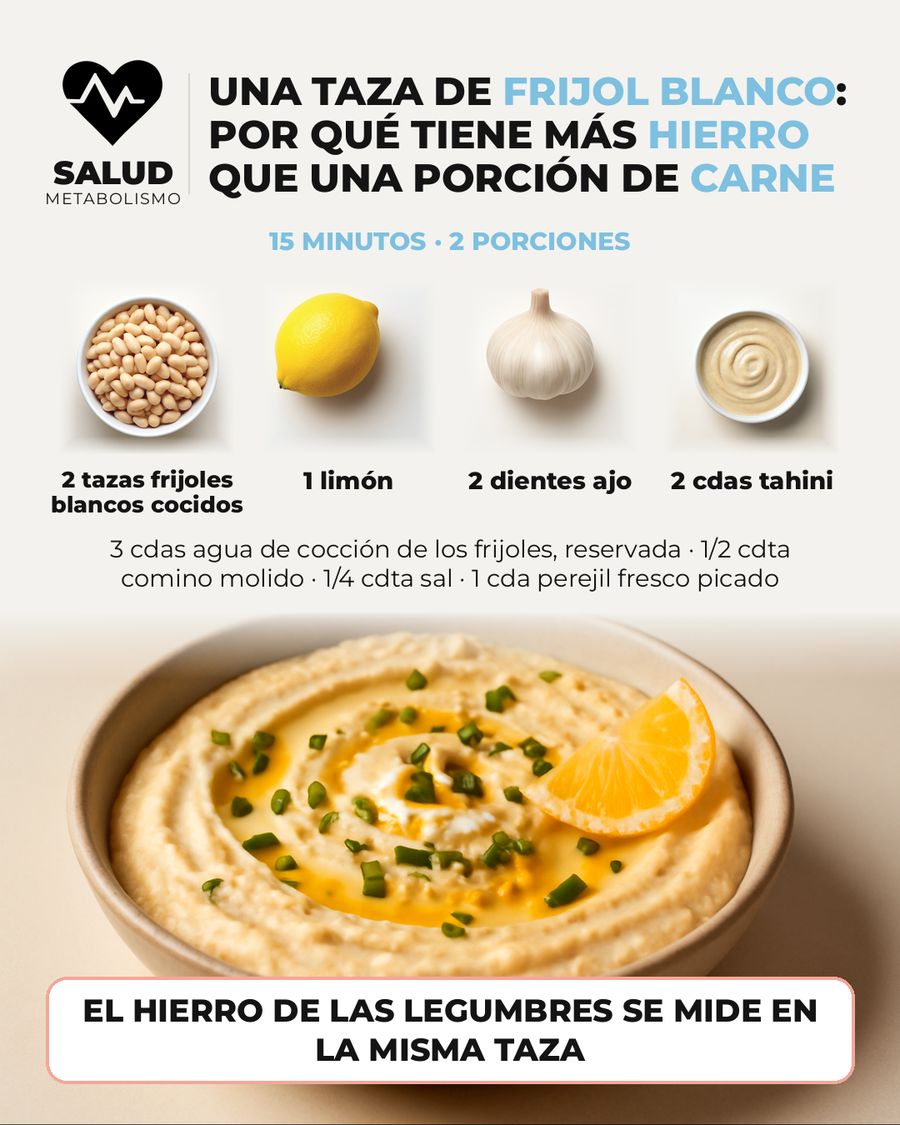 SALUD
METABOLISMO
UNA TAZA DE FRIJOL BLANCO:
POR QUÉ TIENE MÁS HIERRO
QUE UNA PORCIÓN DE CARNE
15 MINUTOS · 2 PORCIONES
2 tazas frijoles
blancos cocidos
1 limón
2 dientes ajo
2 cdas tahini
3 cdas agua de cocción de los frijoles, reservada · 1/2 cdta
comino molido · 1/4 cdta sal · 1 cda perejil fresco picado
EL HIERRO DE LAS LEGUMBRES SE MIDE EN
LA MISMA TAZA